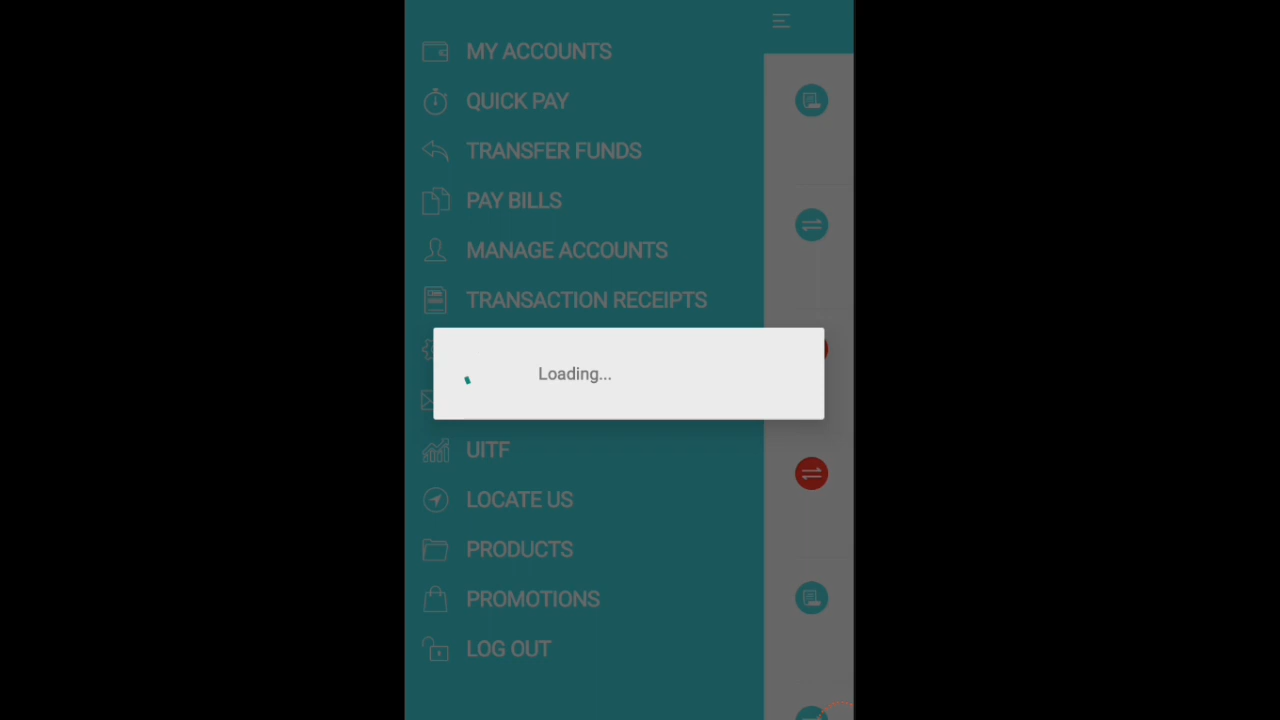 MY ACCOUNTS
QUICK PAY
TRANSFER FUNDS
PAY BILLS
MANAGE ACCOUNTS
TRANSACTION RECEIPTS
Loading...
UITF
LOCATE US
PRODUCTS
PROMOTIONS
LOG OUT